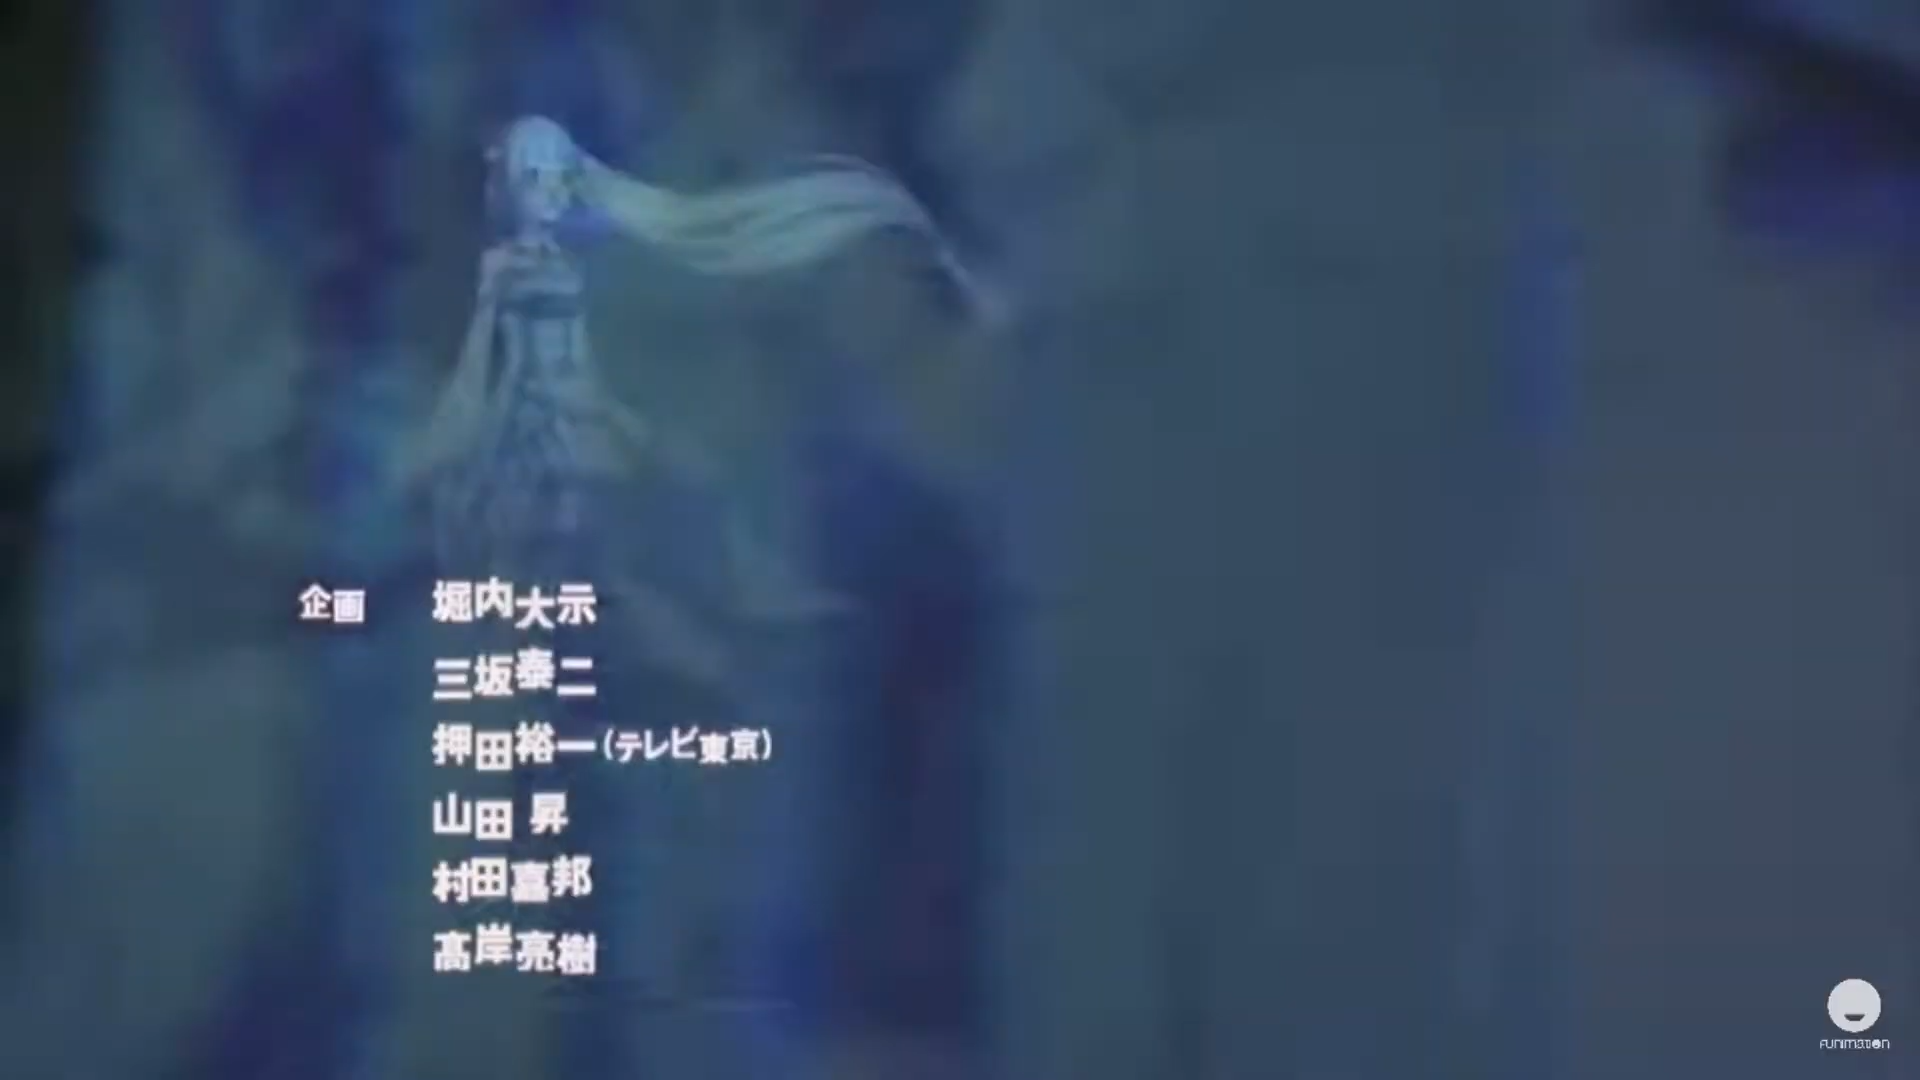 企画 堀内大示
三坂泰二
押田裕一(テレビ東京)
山田 昇
村田嘉邦
髙岸亮樹
FUNIMATION